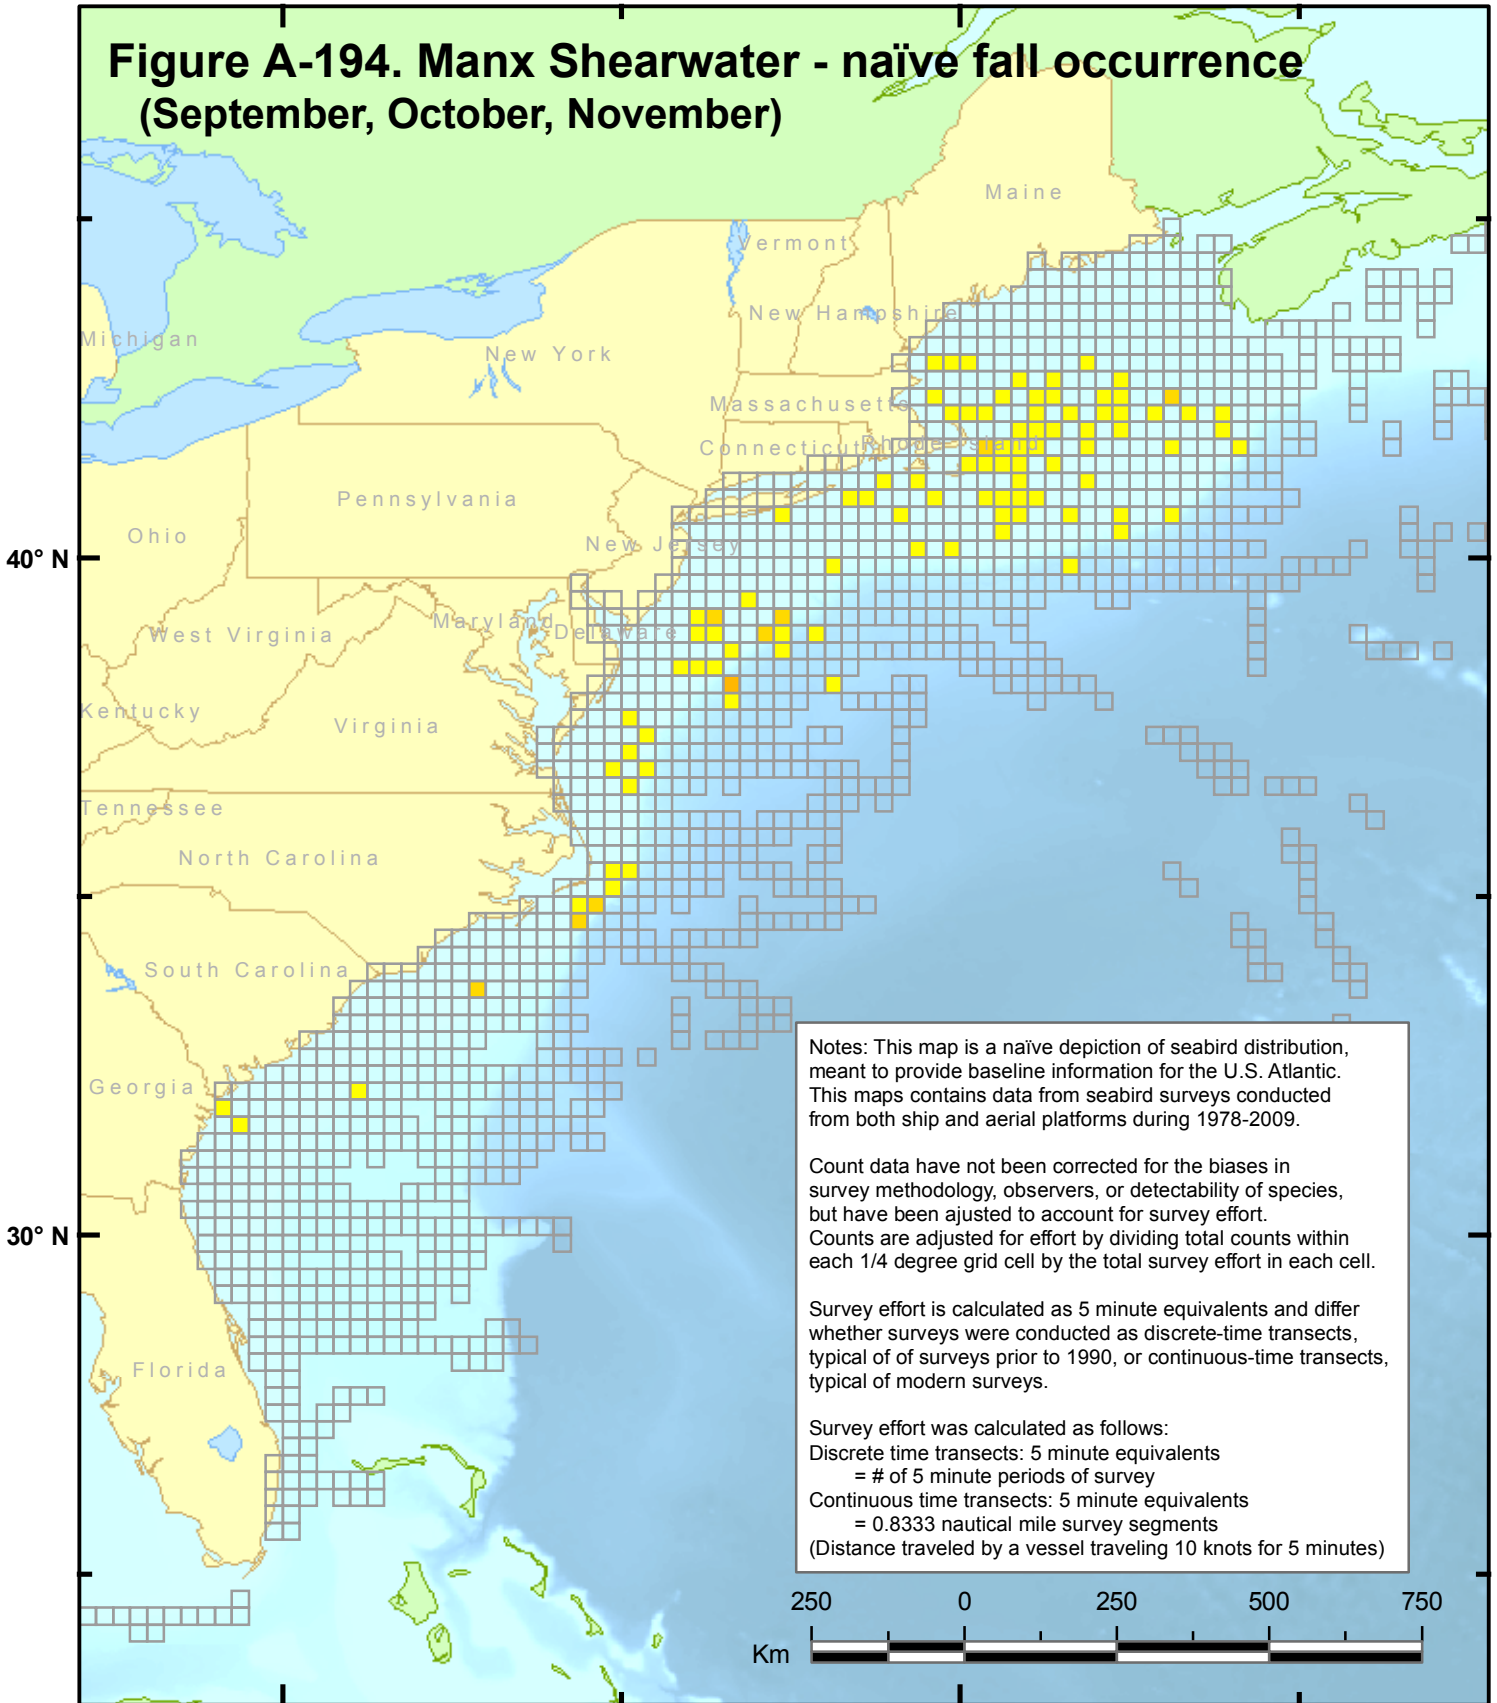 Figure A-194. Manx Shearwater - naïve fall occurrence
(September, October, November)
Maine
Vermont
New Hampshire
Michigan
New York
Massachusetts
Connecticut
Rhode Island
Pennsylvania
Ohio
New Jersey
40° N
Maryland
Delaware
West Virginia
Kentucky
Virginia
Tennessee
North Carolina
South Carolina
Georgia
30° N
Florida
Notes: This map is a naïve depiction of seabird distribution,
meant to provide baseline information for the U.S. Atlantic.
This maps contains data from seabird surveys conducted
from both ship and aerial platforms during 1978-2009.
Count data have not been corrected for the biases in
survey methodology, observers, or detectability of species,
but have been ajusted to account for survey effort.
Counts are adjusted for effort by dividing total counts within
each 1/4 degree grid cell by the total survey effort in each cell.
Survey effort is calculated as 5 minute equivalents and differ
whether surveys were conducted as discrete-time transects,
typical of of surveys prior to 1990, or continuous-time transects,
typical of modern surveys.
Survey effort was calculated as follows:
Discrete time transects: 5 minute equivalents
= # of 5 minute periods of survey
Continuous time transects: 5 minute equivalents
= 0.8333 nautical mile survey segments
(Distance traveled by a vessel traveling 10 knots for 5 minutes)
250 0 250 500 750
Km